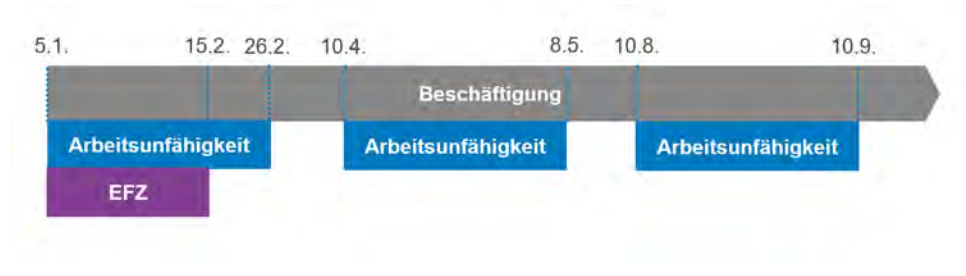 5.1. 15.2. 26.2. 10.4. 8.5. 10.8. 10.9.
Beschäftigung
Arbeitsunfähigkeit Arbeitsunfähigkeit Arbeitsunfähigkeit
EFZ